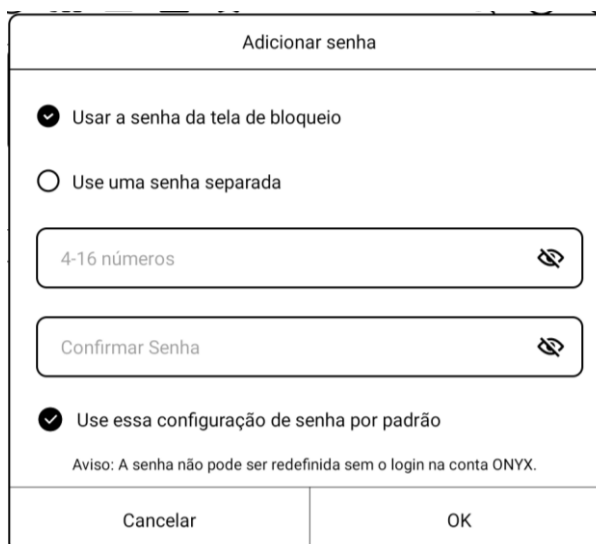 Adicionar senha
Usar a senha da tela de bloqueio
Use uma senha separada
4-16 números
Confirmar Senha
Use essa configuração de senha por padrão
Aviso: A senha não pode ser redefinida sem o login na conta ONYX.
Cancelar
OK